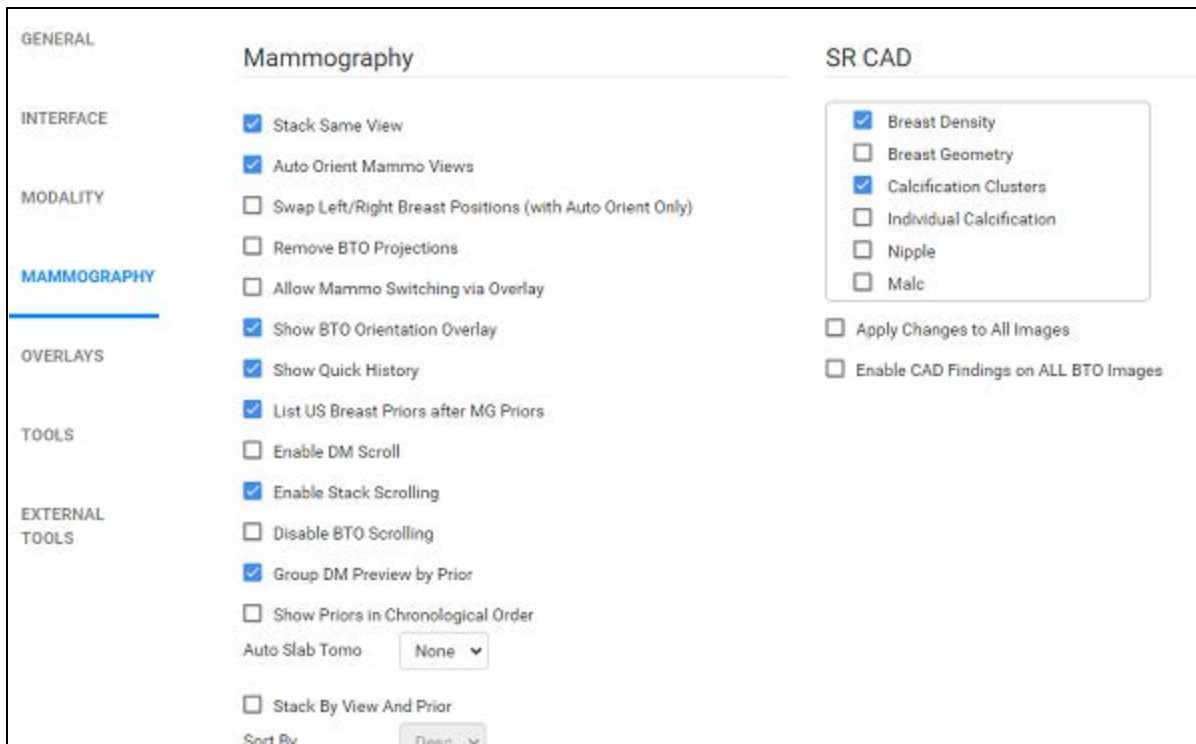 GENERAL
INTERFACE
MODALITY
MAMMOGRAPHY
OVERLAYS
TOOLS
EXTERNAL
TOOLS
Mammography
Stack Same View
Auto Orient Mammo Views
Swap Left/Right Breast Positions (with Auto Orient Only)
Remove BTO Projections
Allow Mammo Switching via Overlay
Show BTO Orientation Overlay
Show Quick History
List US Breast Priors after MG Priors
Enable DM Scroll
Enable Stack Scrolling
Disable BTO Scrolling
Group DM Preview by Prior
Show Priors in Chronological Order
Auto Slab Tomo None
Stack By View And Prior
Sort By Desc
SR CAD
Breast Density
Breast Geometry
Calcification Clusters
Individual Calcification
Nipple
Malc
Apply Changes to All Images
Enable CAD Findings on ALL BTO Images